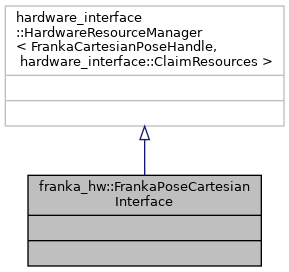 hardware_interface
::HardwareResourceManager
< FrankaCartesianPoseHandle,
hardware_interface::ClaimResources >
franka_hw::FrankaPoseCartesian
Interface